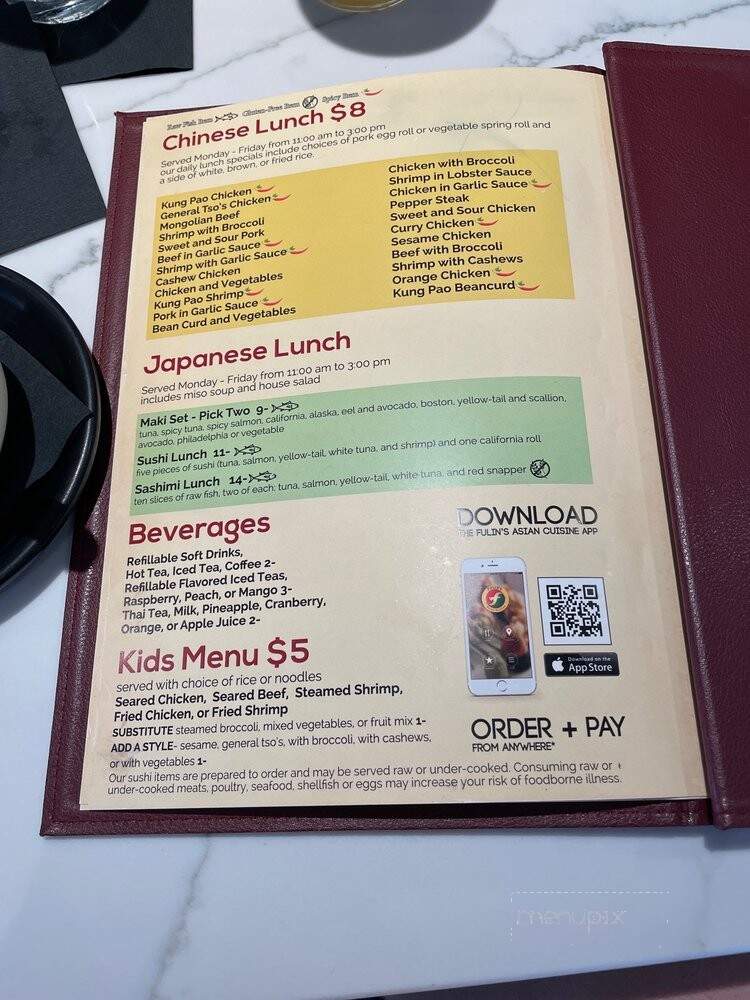 Raw Fish Item Gluten-Free Item Spicy Item
Chinese Lunch $8
Served Monday - Friday from 11:00 am to 3:00 pm
our daily lunch specials include choices of pork egg roll or vegetable spring roll and
a side of white, brown, or fried rice.
Kung Pao Chicken
General Tso's Chicken
Mongolian Beef
Shrimp with Broccoli
Sweet and Sour Pork
Beef in Garlic Sauce
Shrimp with Garlic Sauce
Cashew Chicken
Chicken and Vegetables
Kung Pao Shrimp
Pork in Garlic Sauce
Bean Curd and Vegetables
Chicken with Broccoli
Shrimp in Lobster Sauce
Chicken in Garlic Sauce
Pepper Steak
Sweet and Sour Chicken
Curry Chicken
Sesame Chicken
Beef with Broccoli
Shrimp with Cashews
Orange Chicken
Kung Pao Beancurd
Japanese Lunch
Served Monday - Friday from 11:00 am to 3:00 pm
includes miso soup and house salad
Maki Set - Pick Two 9-
tuna, spicy tuna, spicy salmon, california, alaska, eel and avocado, boston, yellow-tail and scallion,
avocado, philadelphia or vegetable
Sushi Lunch 11-
five pieces of sushi (tuna, salmon, yellow-tail, white tuna, and shrimp) and one california roll
Sashimi Lunch 14-
ten slices of raw fish, two of each: tuna, salmon, yellow-tail, white tuna, and red snapper
Beverages
Refillable Soft Drinks,
Hot Tea, Iced Tea, Coffee 2-
Refillable Flavored Iced Teas,
Raspberry, Peach, or Mango 3-
Thai Tea, Milk, Pineapple, Cranberry,
Orange, or Apple Juice 2-
DOWNLOAD
THE FULIN'S ASIAN CUISINE APP
Download on the
App Store
ORDER + PAY
FROM ANYWHERE*
Kids Menu $5
served with choice of rice or noodles
Seared Chicken, Seared Beef, Steamed Shrimp,
Fried Chicken, or Fried Shrimp
SUBSTITUTE steamed broccoli, mixed vegetables, or fruit mix 1-
ADD A STYLE- sesame, general tso's, with broccoli, with cashews,
or with vegetables 1-
Our sushi items are prepared to order and may be served raw or under-cooked. Consuming raw or
under-cooked meats, poultry, seafood, shellfish or eggs may increase your risk of foodborne illness.
menupix